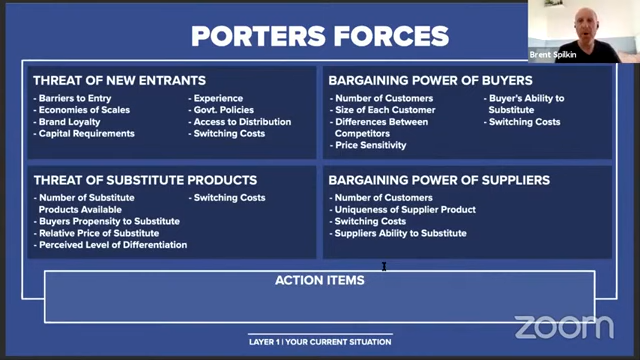 PORTERS FORCES
Brent Spilkin
THREAT OF NEW ENTRANTS
- Barriers to Entry
- Economies of Scales
- Brand Loyalty
- Capital Requirements
- Experience
- Govt. Policies
- Access to Distribution
- Switching Costs
BARGAINING POWER OF BUYERS
- Number of Customers
- Size of Each Customer
- Differences Between
Competitors
- Price Sensitivity
- Buyer's Ability to
Substitute
- Switching Costs
THREAT OF SUBSTITUTE PRODUCTS
- Number of Substitute
Products Available
- Buyers Propensity to Substitute
- Relative Price of Substitute
- Perceived Level of Differentiation
- Switching Costs
BARGAINING POWER OF SUPPLIERS
- Number of Customers
- Uniqueness of Supplier Product
- Switching Costs
- Suppliers Ability to Substitute
ACTION ITEMS
zoom
LAYER 1 | YOUR CURRENT SITUATION